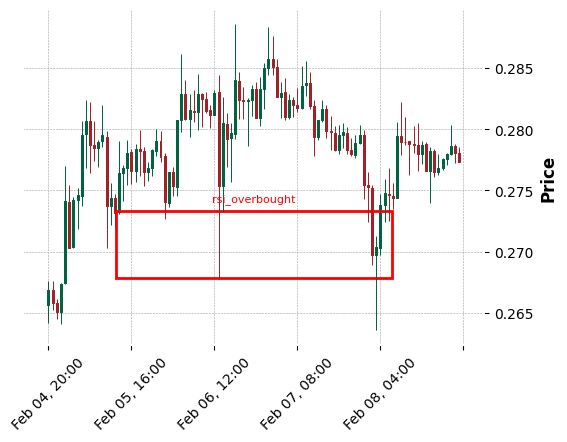 0.285
0.280
0.275
0.270
0.265
Price
rsi_overbought
Feb 04, 20:00
Feb 05, 16:00
Feb 06, 12:00
Feb 07, 08:00
Feb 08, 04:00